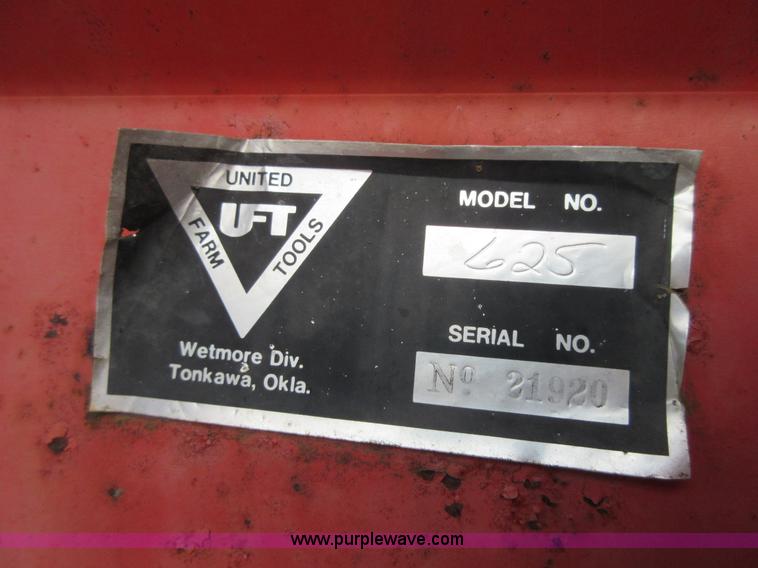 UNITED
UFT
FARM
TOOLS
Wetmore Div.
Tonkawa, Okla.
MODEL NO.
625
SERIAL NO.
Nº 21920
www.purplewave.com